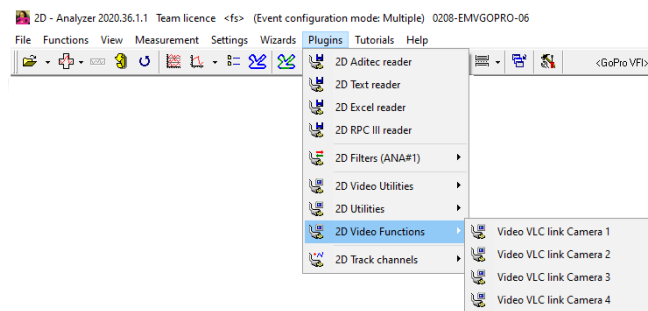 2D - Analyzer 2020.36.1.1 Team licence <fs> (Event configuration mode: Multiple) 0208-EMVGOPRO-06
File Functions View Measurement Settings Wizards Plugins Tutorials Help
<GoPro VFI>
2D Aditec reader
2D Text reader
2D Excel reader
2D RPC III reader
2D Filters (ANA#1)
2D Video Utilities
2D Utilities
2D Video Functions
2D Track channels
Video VLC link Camera 1
Video VLC link Camera 2
Video VLC link Camera 3
Video VLC link Camera 4